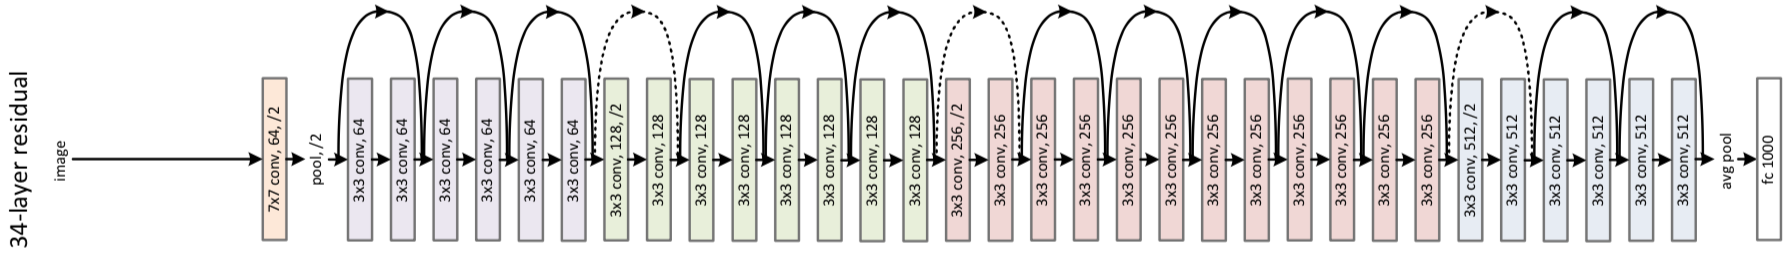 34-layer residual
image
7x7 conv, 64, /2
pool, /2
3x3 conv, 64
3x3 conv, 64
3x3 conv, 64
3x3 conv, 64
3x3 conv, 64
3x3 conv, 64
3x3 conv, 128, /2
3x3 conv, 128
3x3 conv, 128
3x3 conv, 128
3x3 conv, 128
3x3 conv, 128
3x3 conv, 128
3x3 conv, 128
3x3 conv, 256, /2
3x3 conv, 256
3x3 conv, 256
3x3 conv, 256
3x3 conv, 256
3x3 conv, 256
3x3 conv, 256
3x3 conv, 256
3x3 conv, 256
3x3 conv, 256
3x3 conv, 256
3x3 conv, 256
3x3 conv, 512, /2
3x3 conv, 512
3x3 conv, 512
3x3 conv, 512
3x3 conv, 512
3x3 conv, 512
avg pool
fc 1000